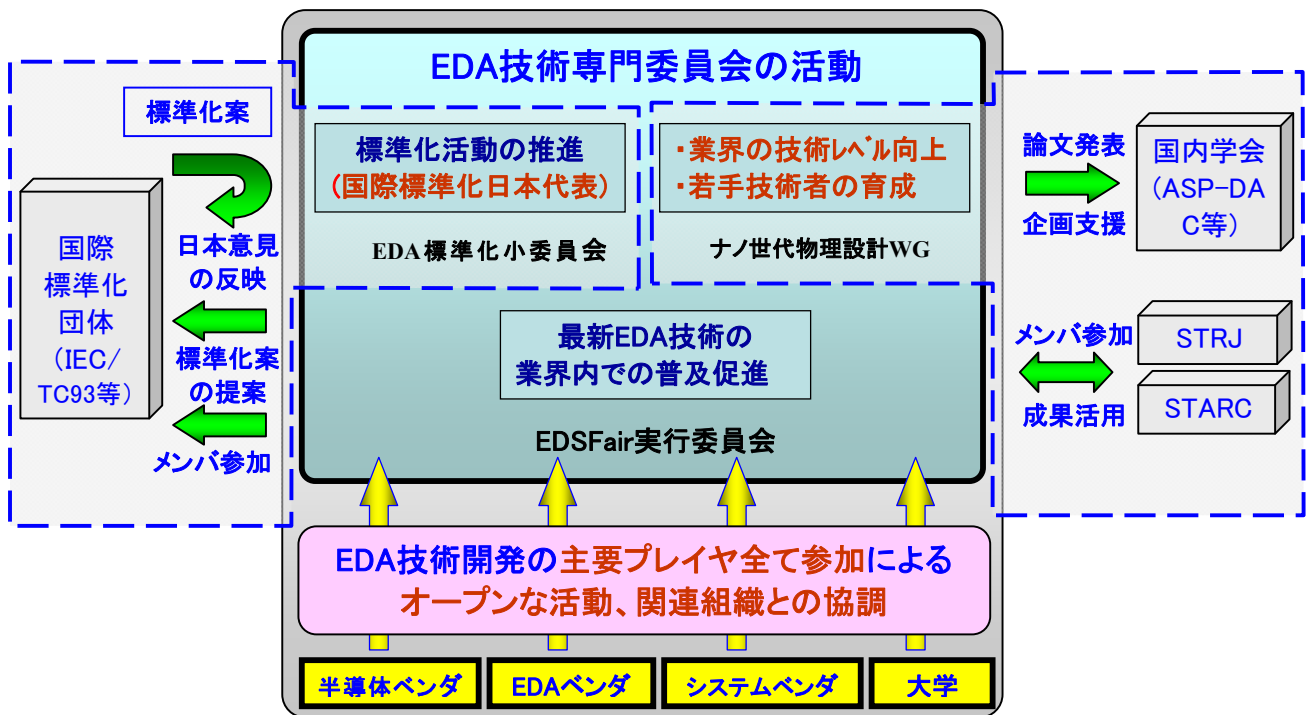 EDA技術専門委員会の活動
標準化案
国際
標準化
団体
(IEC/
TC93等)
日本意見
の反映
標準化案
の提案
メンバ参加
標準化活動の推進
(国際標準化日本代表)
EDA標準化小委員会
・業界の技術ﾚﾍﾞﾙ向上
・若手技術者の育成
ナノ世代物理設計WG
最新EDA技術の
業界内での普及促進
EDSFair実行委員会
論文発表
企画支援
国内学会
(ASP-DA
C等)
メンバ参加
成果活用
STRJ
STARC
EDA技術開発の主要プレイヤ全て参加による
オープンな活動、関連組織との協調
半導体ベンダ
EDAベンダ
システムベンダ
大学